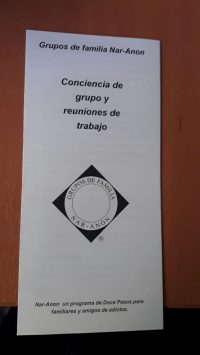 Grupos de familia Nar-Anon
Conciencia de
grupo y
reuniones de
trabajo
GRUPOS DE FAMILIA
NAR-ANON
®
Nar-Anon un programa de Doce Pasos para
familiares y amigos de adictos.